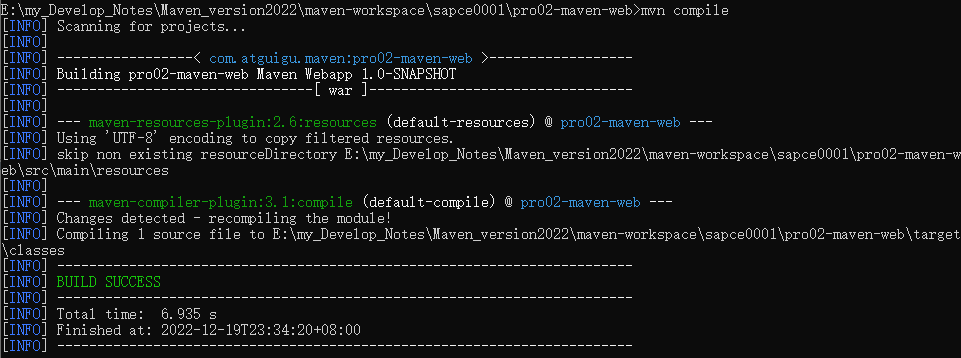 E:\my_Develop_Notes\Maven_version2022\maven-workspace\sapce0001\pro02-maven-web>mvn compile
[INFO] Scanning for projects...
[INFO]
[INFO] ----------------< com.atguigu.maven:pro02-maven-web >------------------
[INFO] Building pro02-maven-web Maven Webapp 1.0-SNAPSHOT
[INFO] --------------------------------[ war ]---------------------------------
[INFO]
[INFO] --- maven-resources-plugin:2.6:resources (default-resources) @ pro02-maven-web ---
[INFO] Using 'UTF-8' encoding to copy filtered resources.
[INFO] skip non existing resourceDirectory E:\my_Develop_Notes\Maven_version2022\maven-workspace\sapce0001\pro02-maven-w
eb\src\main\resources
[INFO]
[INFO] --- maven-compiler-plugin:3.1:compile (default-compile) @ pro02-maven-web ---
[INFO] Changes detected - recompiling the module!
[INFO] Compiling 1 source file to E:\my_Develop_Notes\Maven_version2022\maven-workspace\sapce0001\pro02-maven-web\target
\classes
[INFO] ------------------------------------------------------------------------
[INFO] BUILD SUCCESS
[INFO] ------------------------------------------------------------------------
[INFO] Total time:  6.935 s
[INFO] Finished at: 2022-12-19T23:34:20+08:00
[INFO] ------------------------------------------------------------------------